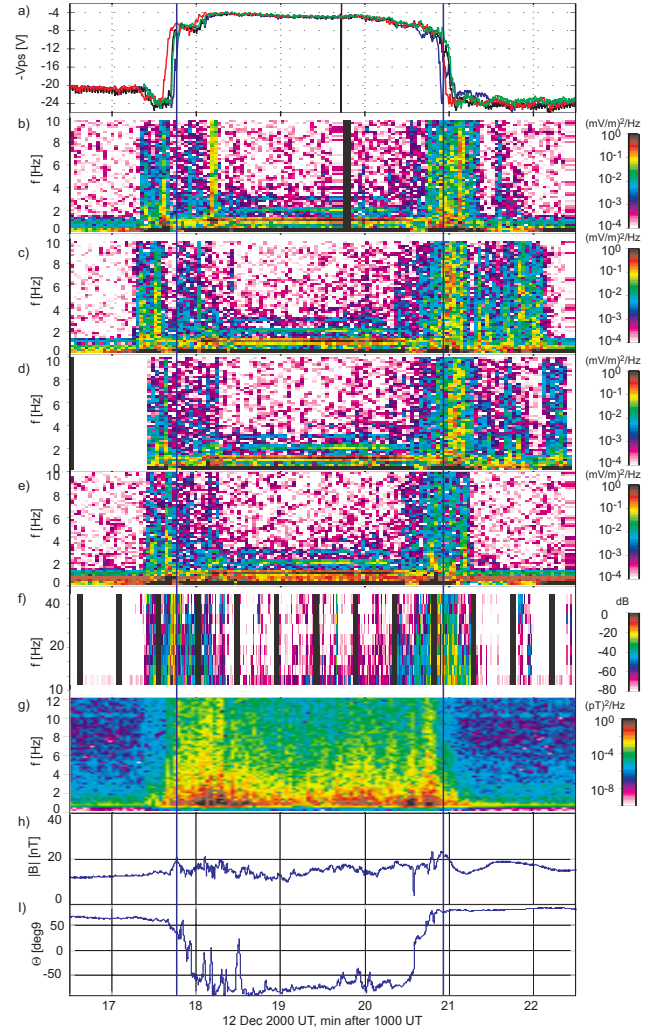 a)
-4
-8
-12
-16
-20
-24
-Vps [V]
b)
10
8
6
4
2
0
f [Hz]
(mV/m)²/Hz
10⁰
10⁻¹
10⁻²
10⁻³
10⁻⁴
c)
10
8
6
4
2
0
f [Hz]
(mV/m)²/Hz
10⁰
10⁻¹
10⁻²
10⁻³
10⁻⁴
d)
10
8
6
4
2
0
f [Hz]
(mV/m)²/Hz
10⁰
10⁻¹
10⁻²
10⁻³
10⁻⁴
e)
10
8
6
4
2
0
f [Hz]
(mV/m)²/Hz
10⁰
10⁻¹
10⁻²
10⁻³
10⁻⁴
f)
40
20
10
f [Hz]
dB
0
-20
-40
-60
-80
g)
12
10
8
6
4
2
0
f [Hz]
(pT)²/Hz
10⁰
10⁻⁴
10⁻⁸
h)
40
20
0
|B| [nT]
I)
50
0
-50
Θ [deg9
17 18 19 20 21 22
12 Dec 2000 UT, min after 1000 UT